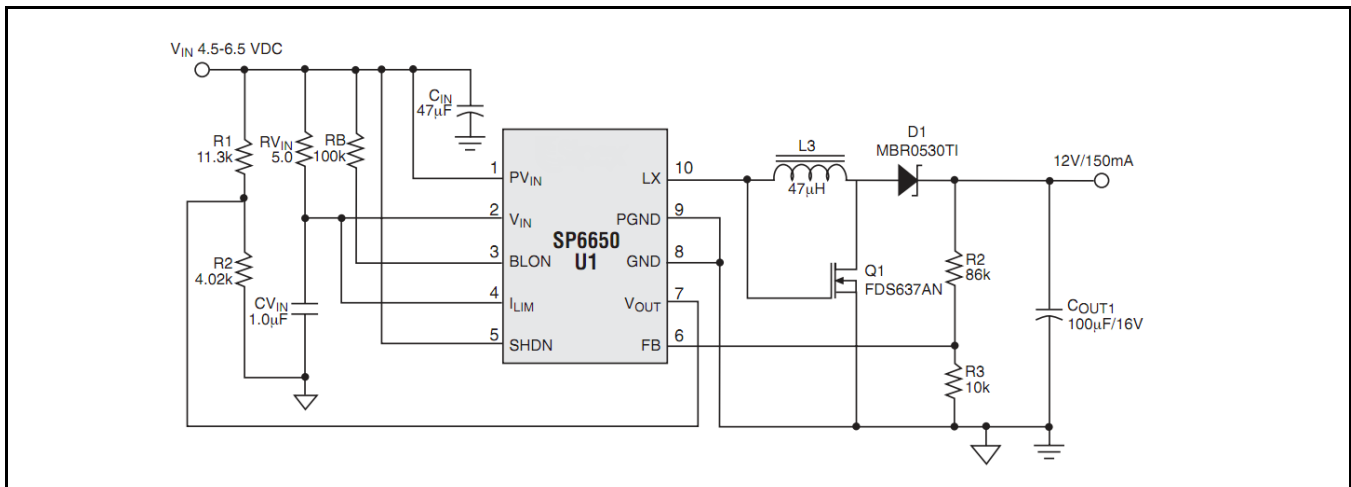 VIN 4.5-6.5 VDC
CIN
47μF
R1
11.3k
RVIN
5.0
RB
100k
R2
4.02k
CVIN
1.0μF
1
PVIN
2
VIN
3
BLON
4
ILIM
5
SHDN
SP6650
U1
10
LX
9
PGND
8
GND
7
VOUT
6
FB
L3
47μH
D1
MBR0530TI
12V/150mA
Q1
FDS637AN
R2
86k
R3
10k
COUT1
100μF/16V